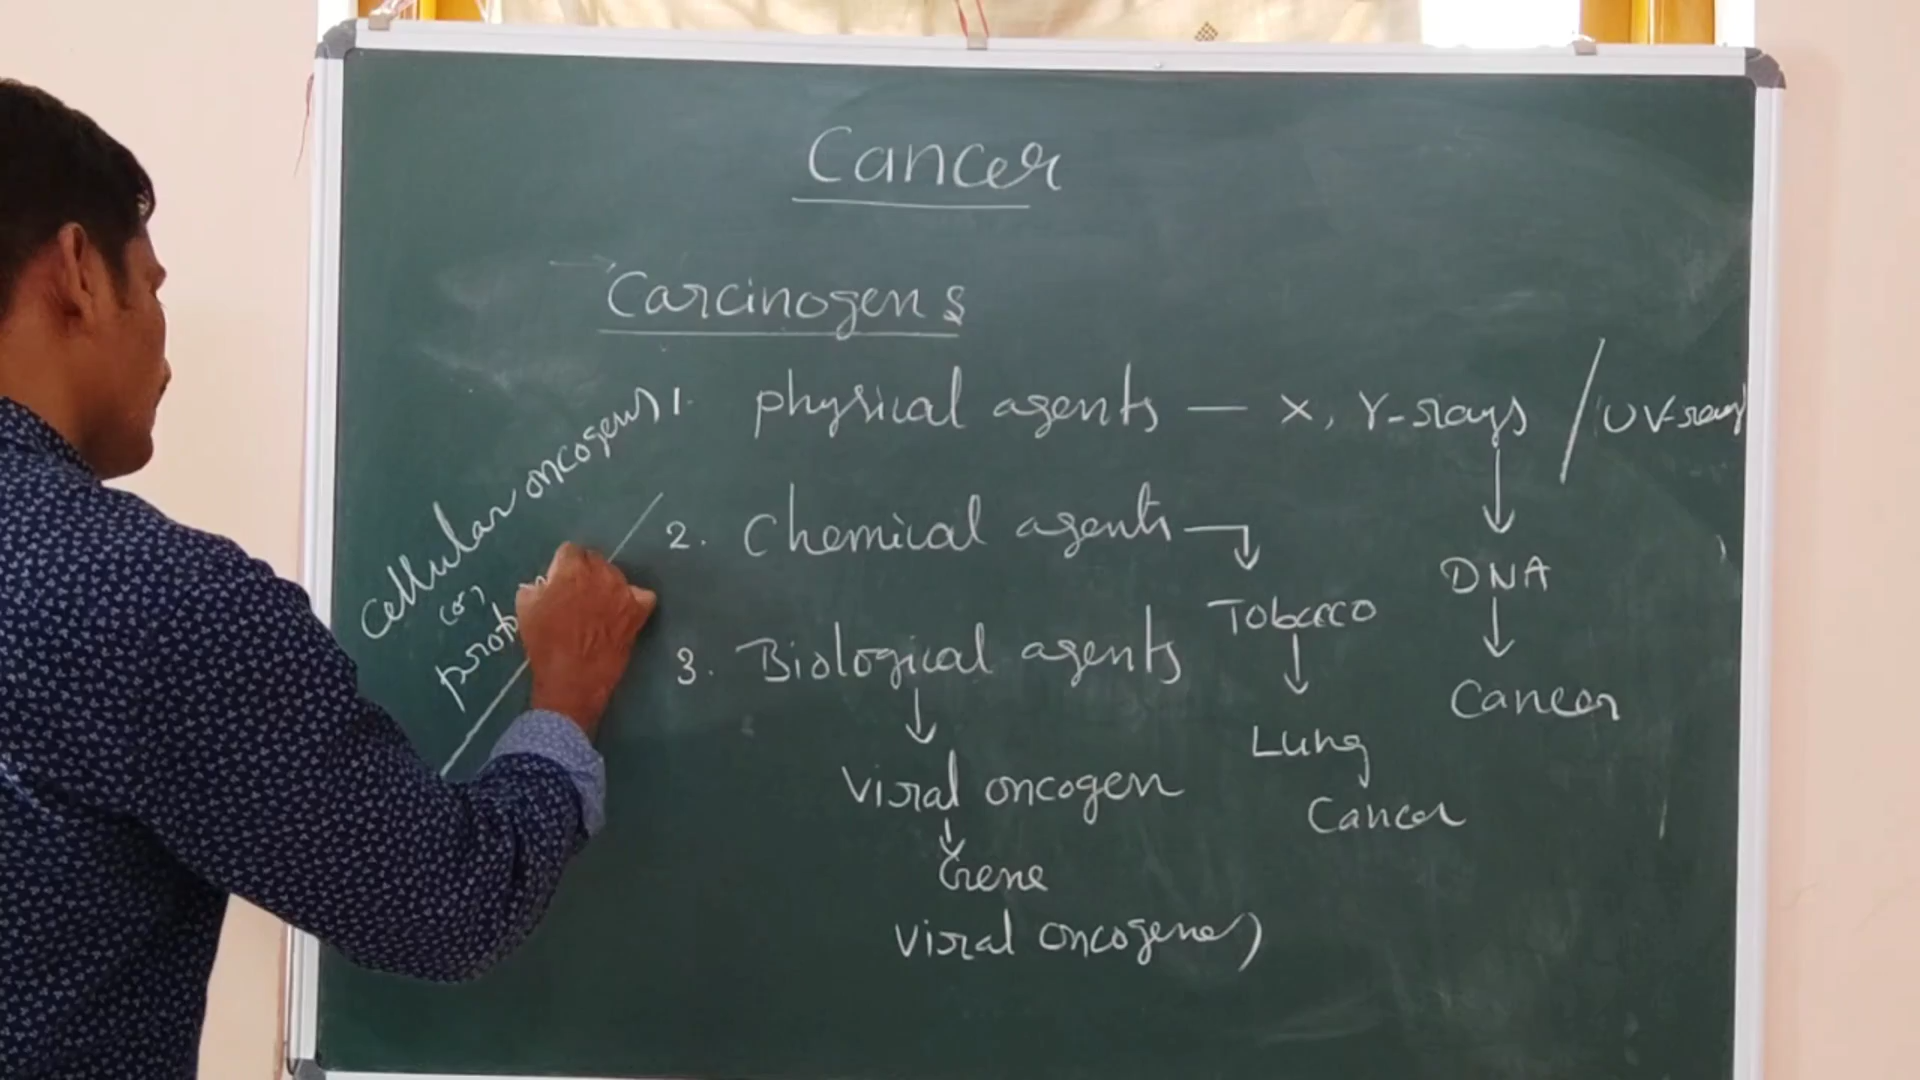 Cancer
→ Carcinogens
1. physical agents — X, γ-rays / UV-rays
↓
DNA
↓
Cancer
2. Chemical agents
↓
Tobacco
↓
Lung
Cancer
3. Biological agents
↓
Viral oncogen
↓
Gene
Viral oncogenes)
Cellular oncogens)
(or)